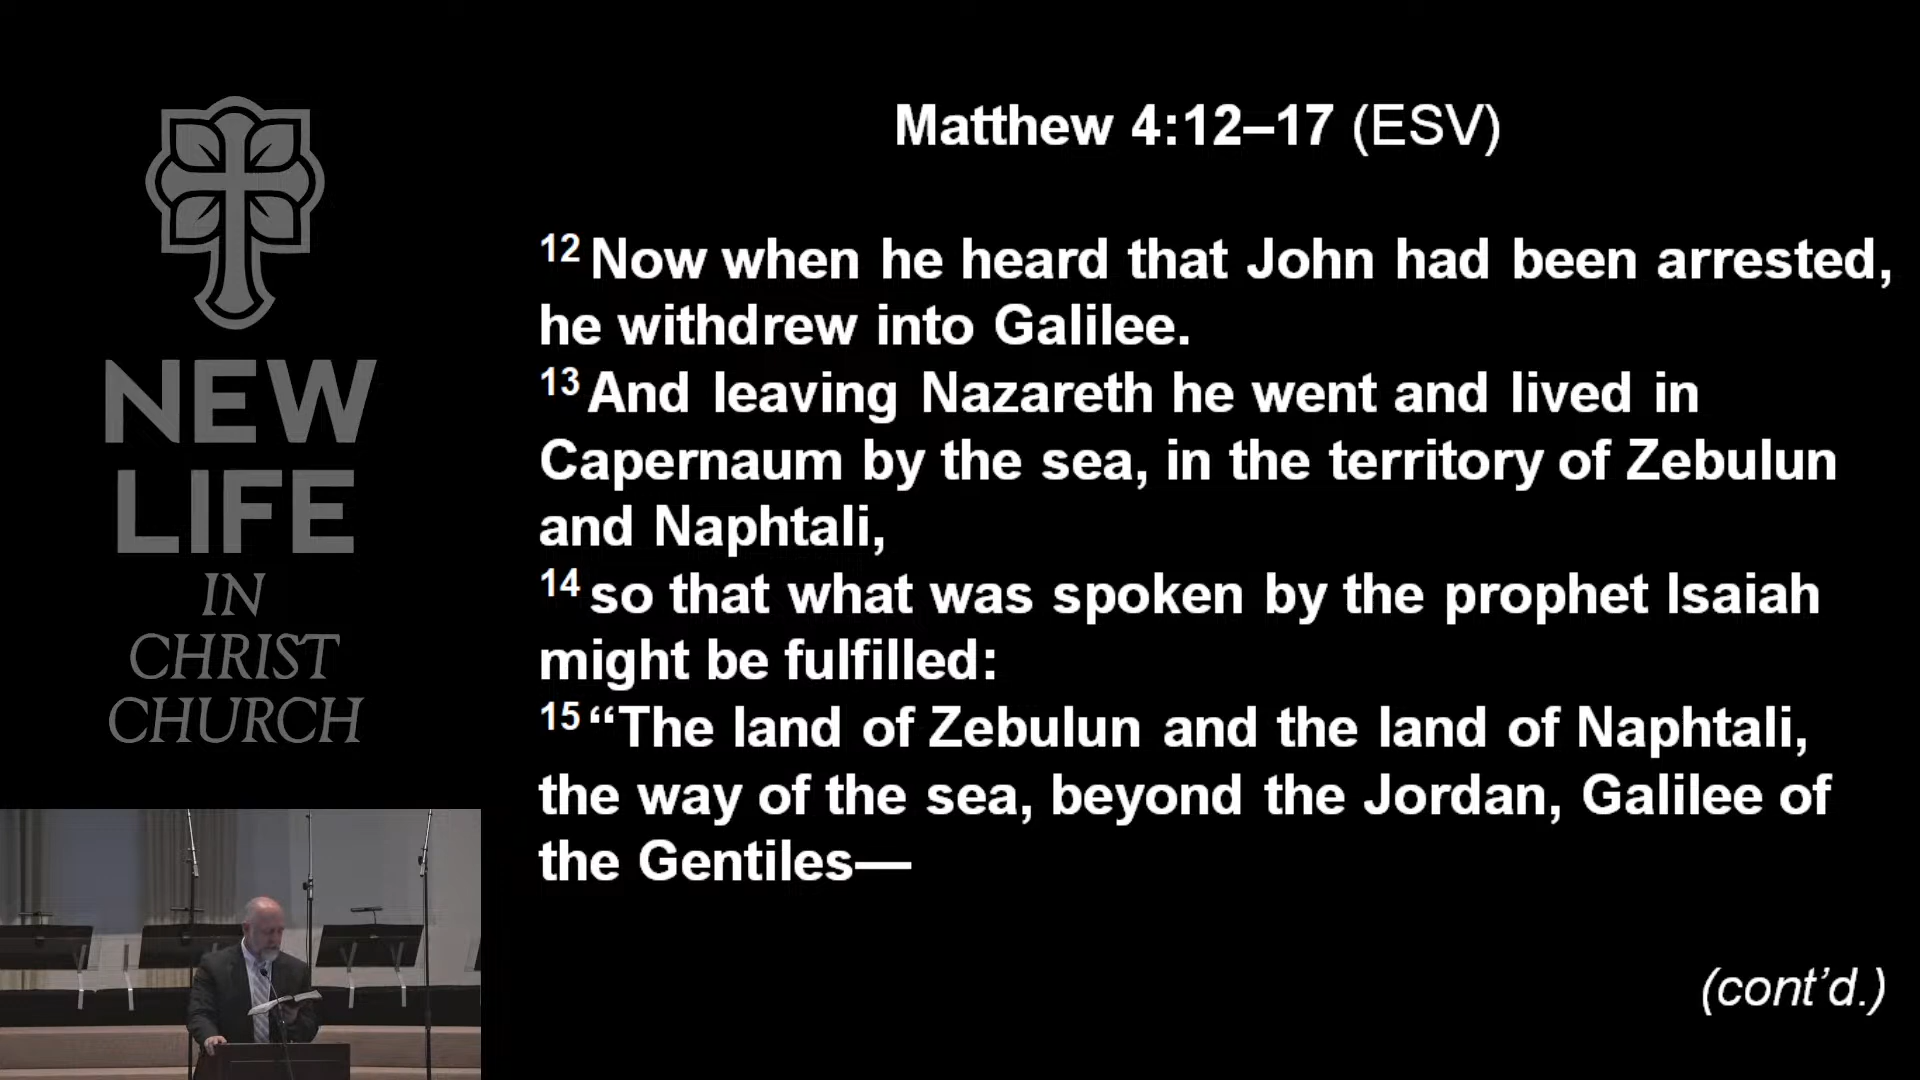 NEW
LIFE
IN
CHRIST
CHURCH
Matthew 4:12–17 (ESV)
12 Now when he heard that John had been arrested,
he withdrew into Galilee.
13 And leaving Nazareth he went and lived in
Capernaum by the sea, in the territory of Zebulun
and Naphtali,
14 so that what was spoken by the prophet Isaiah
might be fulfilled:
15 “The land of Zebulun and the land of Naphtali,
the way of the sea, beyond the Jordan, Galilee of
the Gentiles—
(cont’d.)